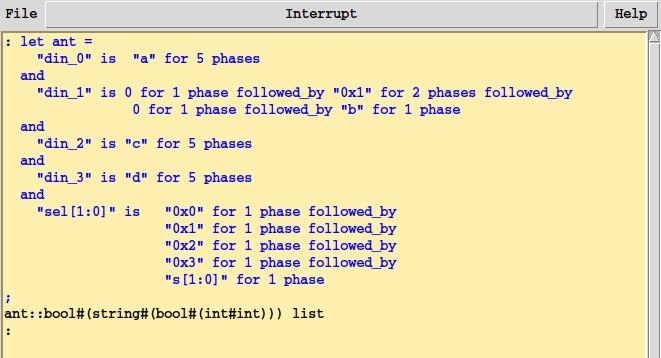 File Interrupt Help
: let ant =
"din_0" is "a" for 5 phases
and
"din_1" is 0 for 1 phase followed_by "0x1" for 2 phases followed_by
0 for 1 phase followed_by "b" for 1 phase
and
"din_2" is "c" for 5 phases
and
"din_3" is "d" for 5 phases
and
"sel[1:0]" is "0x0" for 1 phase followed_by
"0x1" for 1 phase followed_by
"0x2" for 1 phase followed_by
"0x3" for 1 phase followed_by
"s[1:0]" for 1 phase
;
ant::bool#(string#(bool#(int#int))) list
: